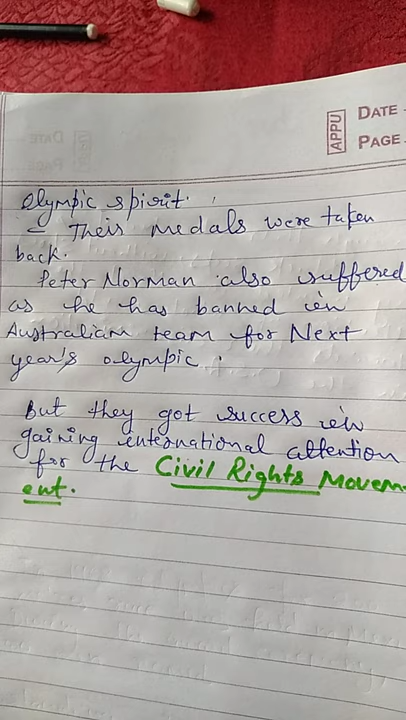 APPU
DATE
PAGE
Olympic spirit.
- Their medals were taken
back.
Peter Norman also suffered
as he has banned in
Australian team for Next
year's olympic.
But they got success in
gaining international attention
for the Civil Rights Movem-
ent.